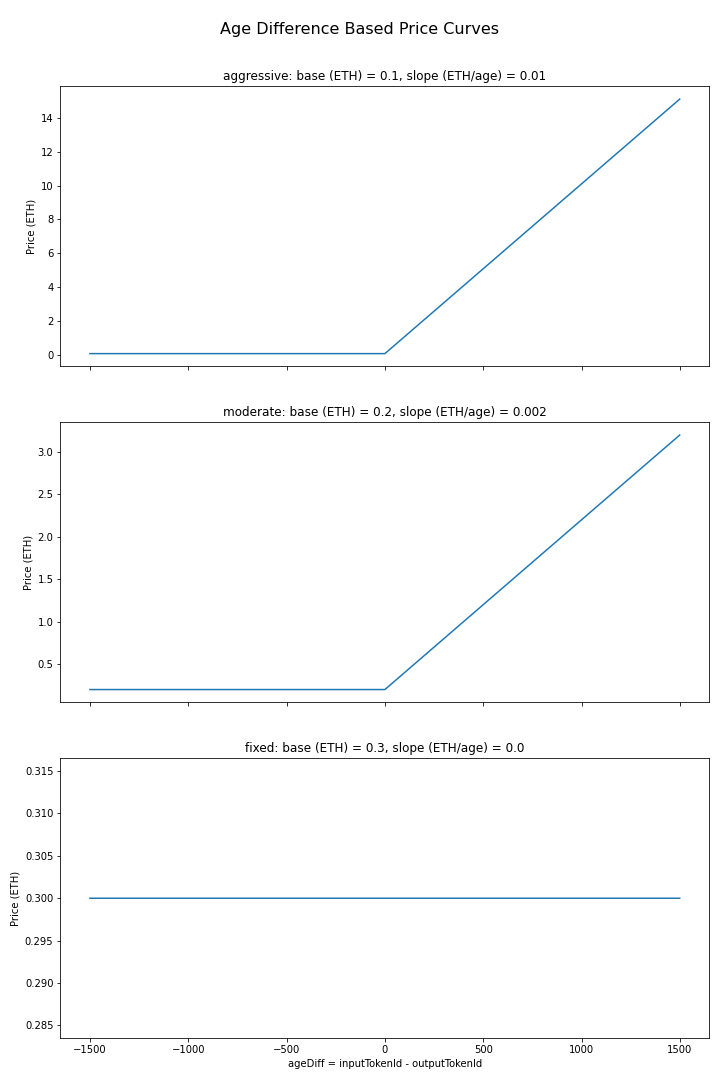 Age Difference Based Price Curves
aggressive: base (ETH) = 0.1, slope (ETH/age) = 0.01
Price (ETH)
14
12
10
8
6
4
2
0
moderate: base (ETH) = 0.2, slope (ETH/age) = 0.002
Price (ETH)
3.0
2.5
2.0
1.5
1.0
0.5
fixed: base (ETH) = 0.3, slope (ETH/age) = 0.0
Price (ETH)
0.315
0.310
0.305
0.300
0.295
0.290
0.285
−1500 −1000 −500 0 500 1000 1500
ageDiff = inputTokenId - outputTokenId